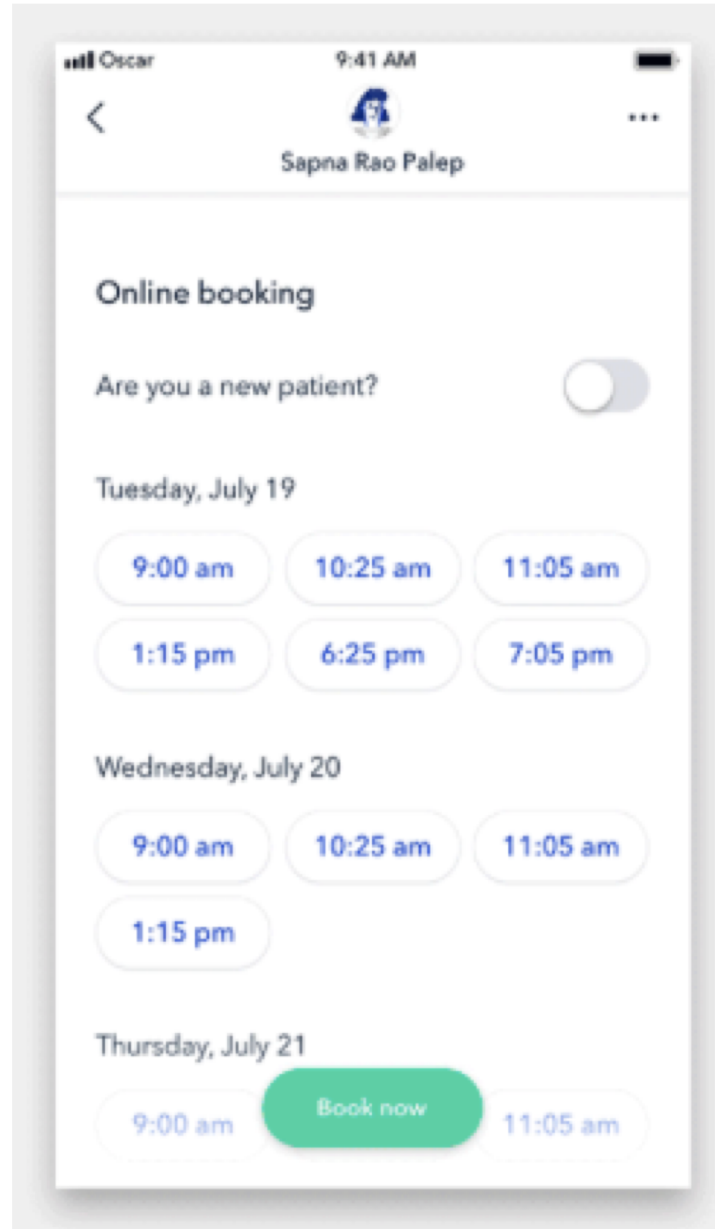 Oscar 9:41 AM
Sapna Rao Palep
Online booking
Are you a new patient?
Tuesday, July 19
9:00 am 10:25 am 11:05 am
1:15 pm 6:25 pm 7:05 pm
Wednesday, July 20
9:00 am 10:25 am 11:05 am
1:15 pm
Thursday, July 21
9:00 am Book now 11:05 am